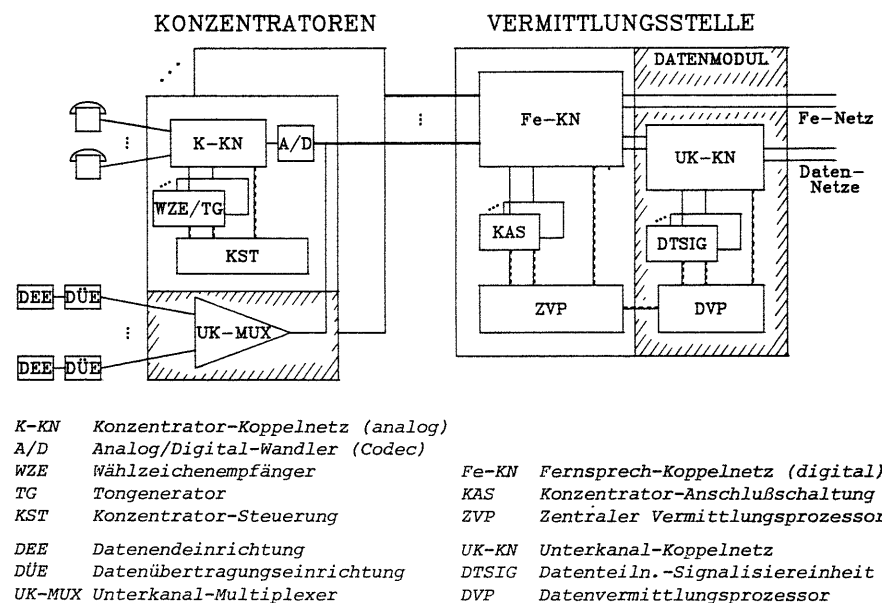 KONZENTRATOREN
VERMITTLUNGSSTELLE
DATENMODUL
Fe-KN
Fe-Netz
K-KN
A/D
UK-KN
Daten-
Netze
WZE/TG
KAS
DTSIG
KST
DEE
DÜE
ZVP
DVP
UK-MUX
DEE
DÜE
K-KN Konzentrator-Koppelnetz (analog)
A/D Analog/Digital-Wandler (Codec)
WZE Wählzeichenempfänger
TG Tongenerator
KST Konzentrator-Steuerung
DEE Datenendeinrichtung
DÜE Datenübertragungseinrichtung
UK-MUX Unterkanal-Multiplexer
Fe-KN Fernsprech-Koppelnetz (digital)
KAS Konzentrator-Anschlußschaltung
ZVP Zentraler Vermittlungsprozessor
UK-KN Unterkanal-Koppelnetz
DTSIG Datenteiln.-Signalisiereinheit
DVP Datenvermittlungsprozessor